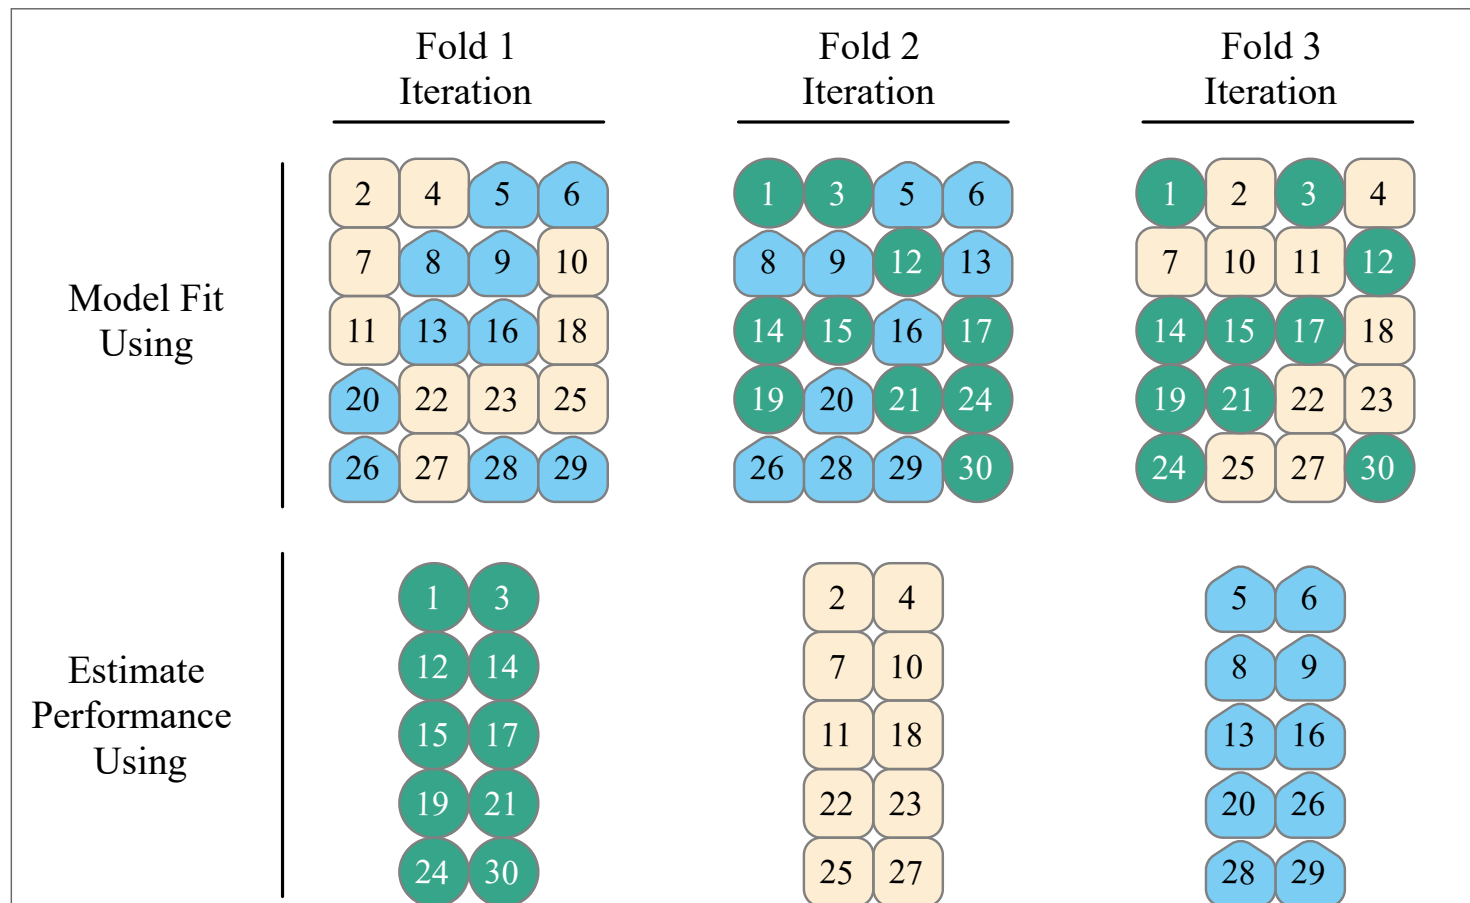 Fold 1 Iteration
Fold 2 Iteration
Fold 3 Iteration
Model Fit Using
2 4 5 6
7 8 9 10
11 13 16 18
20 22 23 25
26 27 28 29
1 3 5 6
8 9 12 13
14 15 16 17
19 20 21 24
26 28 29 30
1 2 3 4
7 10 11 12
14 15 17 18
19 21 22 23
24 25 27 30
Estimate Performance Using
1 3
12 14
15 17
19 21
24 30
2 4
7 10
11 18
22 23
25 27
5 6
8 9
13 16
20 26
28 29